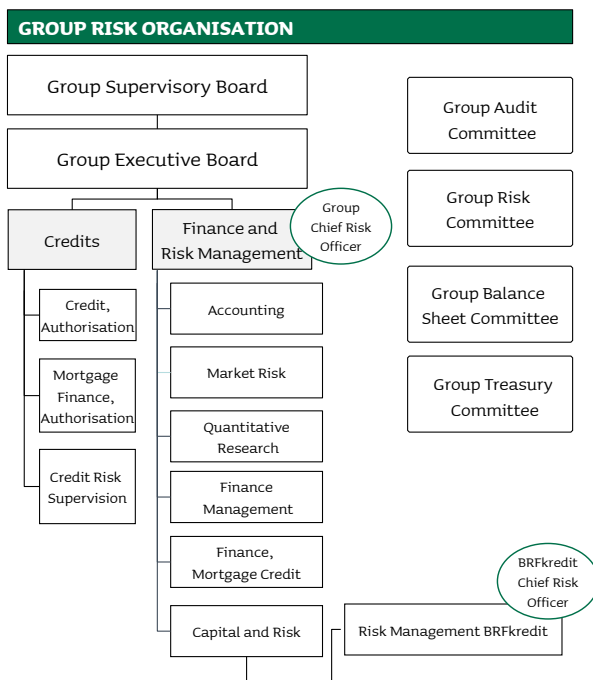 GROUP RISK ORGANISATION
Group Supervisory Board
Group Executive Board
Group Audit
Committee
Group Risk
Committee
Group Balance
Sheet Committee
Group Treasury
Committee
Credits
Finance and
Risk Management
Group
Chief Risk
Officer
Credit,
Authorisation
Mortgage
Finance,
Authorisation
Credit Risk
Supervision
Accounting
Market Risk
Quantitative
Research
Finance
Management
Finance,
Mortgage Credit
Capital and Risk
BRFkredit
Chief Risk
Officer
Risk Management BRFkredit